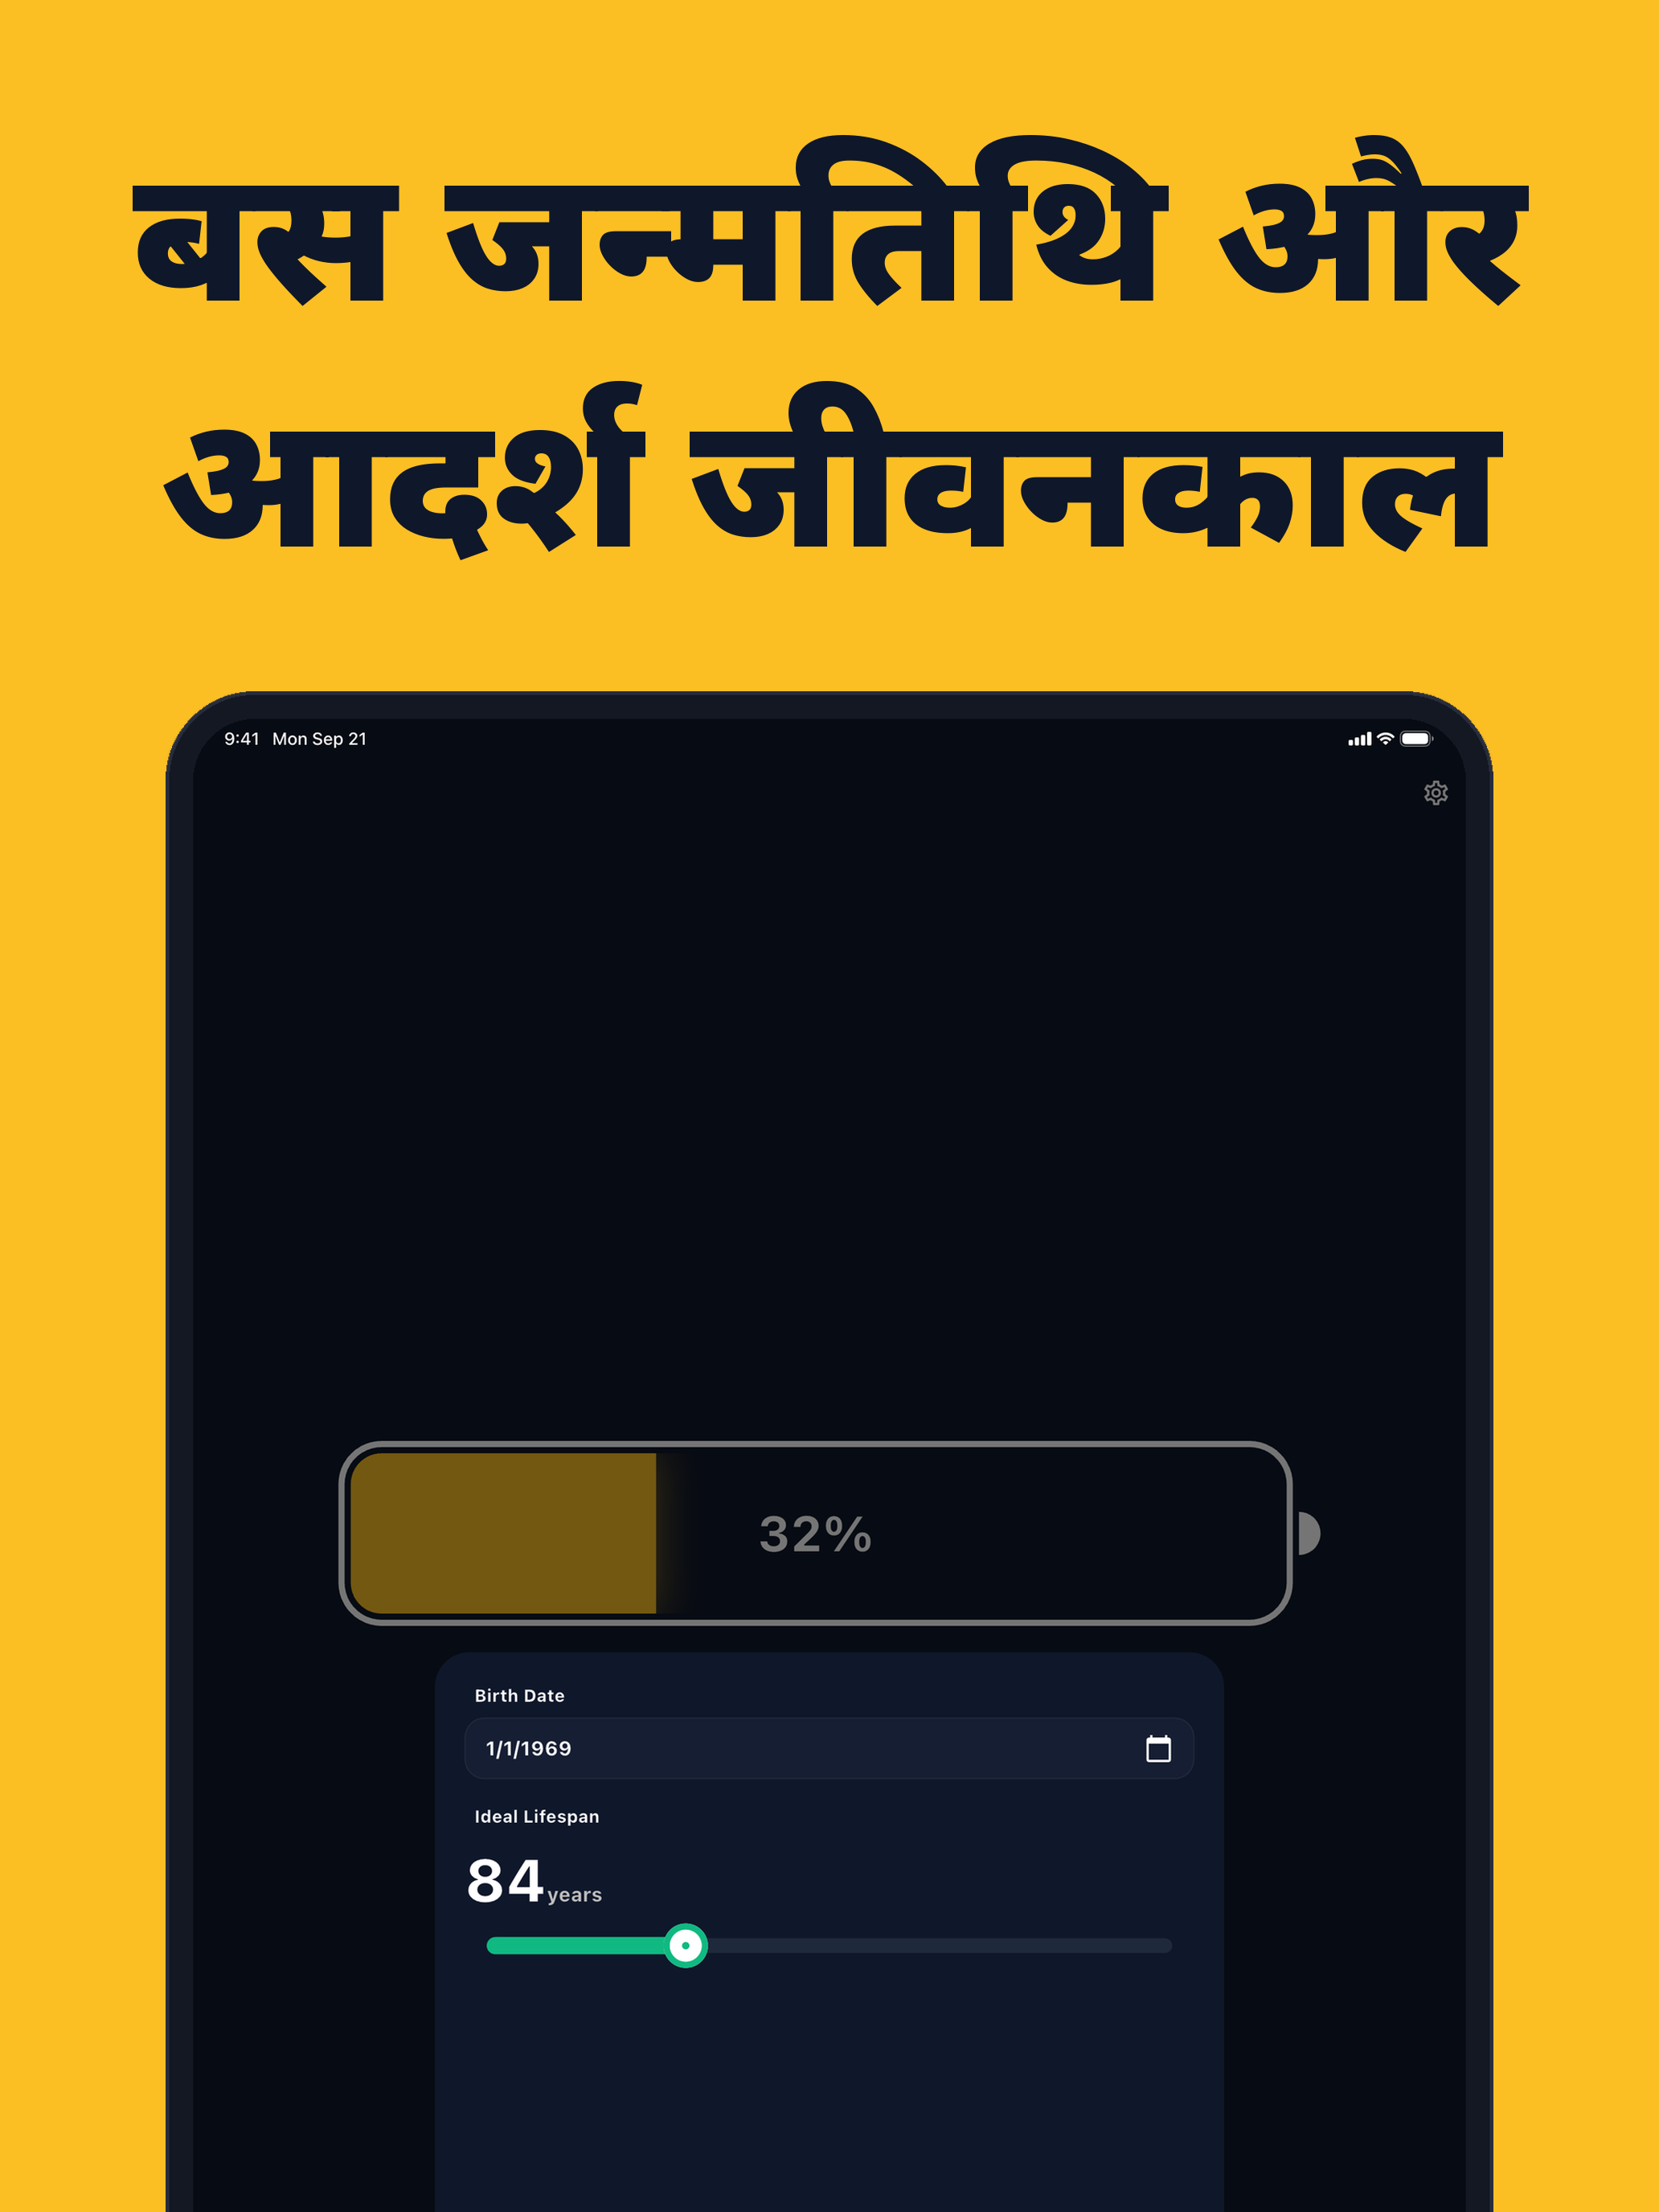 बस जन्मतिथि और
आदर्श जीवनकाल
9:41 Mon Sep 21
32%
Birth Date
1/1/1969
Ideal Lifespan
84 years